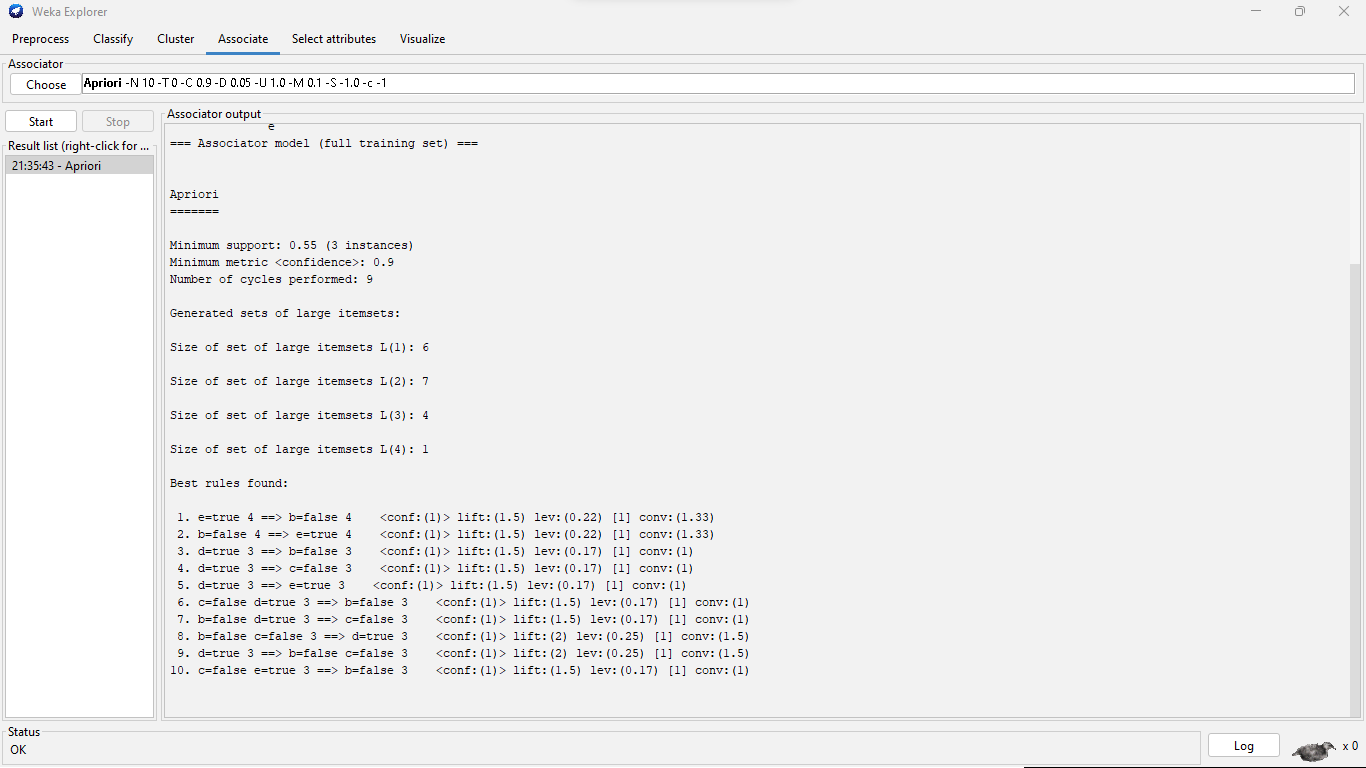 Weka Explorer
Preprocess Classify Cluster Associate Select attributes Visualize
Associator
Choose Apriori -N 10 -T 0 -C 0.9 -D 0.05 -U 1.0 -M 0.1 -S -1.0 -c -1
Start Stop
Result list (right-click for ...
21:35:43 - Apriori
Associator output
e
=== Associator model (full training set) ===
Apriori
=======
Minimum support: 0.55 (3 instances)
Minimum metric <confidence>: 0.9
Number of cycles performed: 9
Generated sets of large itemsets:
Size of set of large itemsets L(1): 6
Size of set of large itemsets L(2): 7
Size of set of large itemsets L(3): 4
Size of set of large itemsets L(4): 1
Best rules found:
1. e=true 4 ==> b=false 4 <conf:(1)> lift:(1.5) lev:(0.22) [1] conv:(1.33)
2. b=false 4 ==> e=true 4 <conf:(1)> lift:(1.5) lev:(0.22) [1] conv:(1.33)
3. d=true 3 ==> b=false 3 <conf:(1)> lift:(1.5) lev:(0.17) [1] conv:(1)
4. d=true 3 ==> c=false 3 <conf:(1)> lift:(1.5) lev:(0.17) [1] conv:(1)
5. d=true 3 ==> e=true 3 <conf:(1)> lift:(1.5) lev:(0.17) [1] conv:(1)
6. c=false d=true 3 ==> b=false 3 <conf:(1)> lift:(1.5) lev:(0.17) [1] conv:(1)
7. b=false d=true 3 ==> c=false 3 <conf:(1)> lift:(1.5) lev:(0.17) [1] conv:(1)
8. b=false c=false 3 ==> d=true 3 <conf:(1)> lift:(2) lev:(0.25) [1] conv:(1.5)
9. d=true 3 ==> b=false c=false 3 <conf:(1)> lift:(2) lev:(0.25) [1] conv:(1.5)
10. c=false e=true 3 ==> b=false 3 <conf:(1)> lift:(1.5) lev:(0.17) [1] conv:(1)
Status
OK
Log
x 0